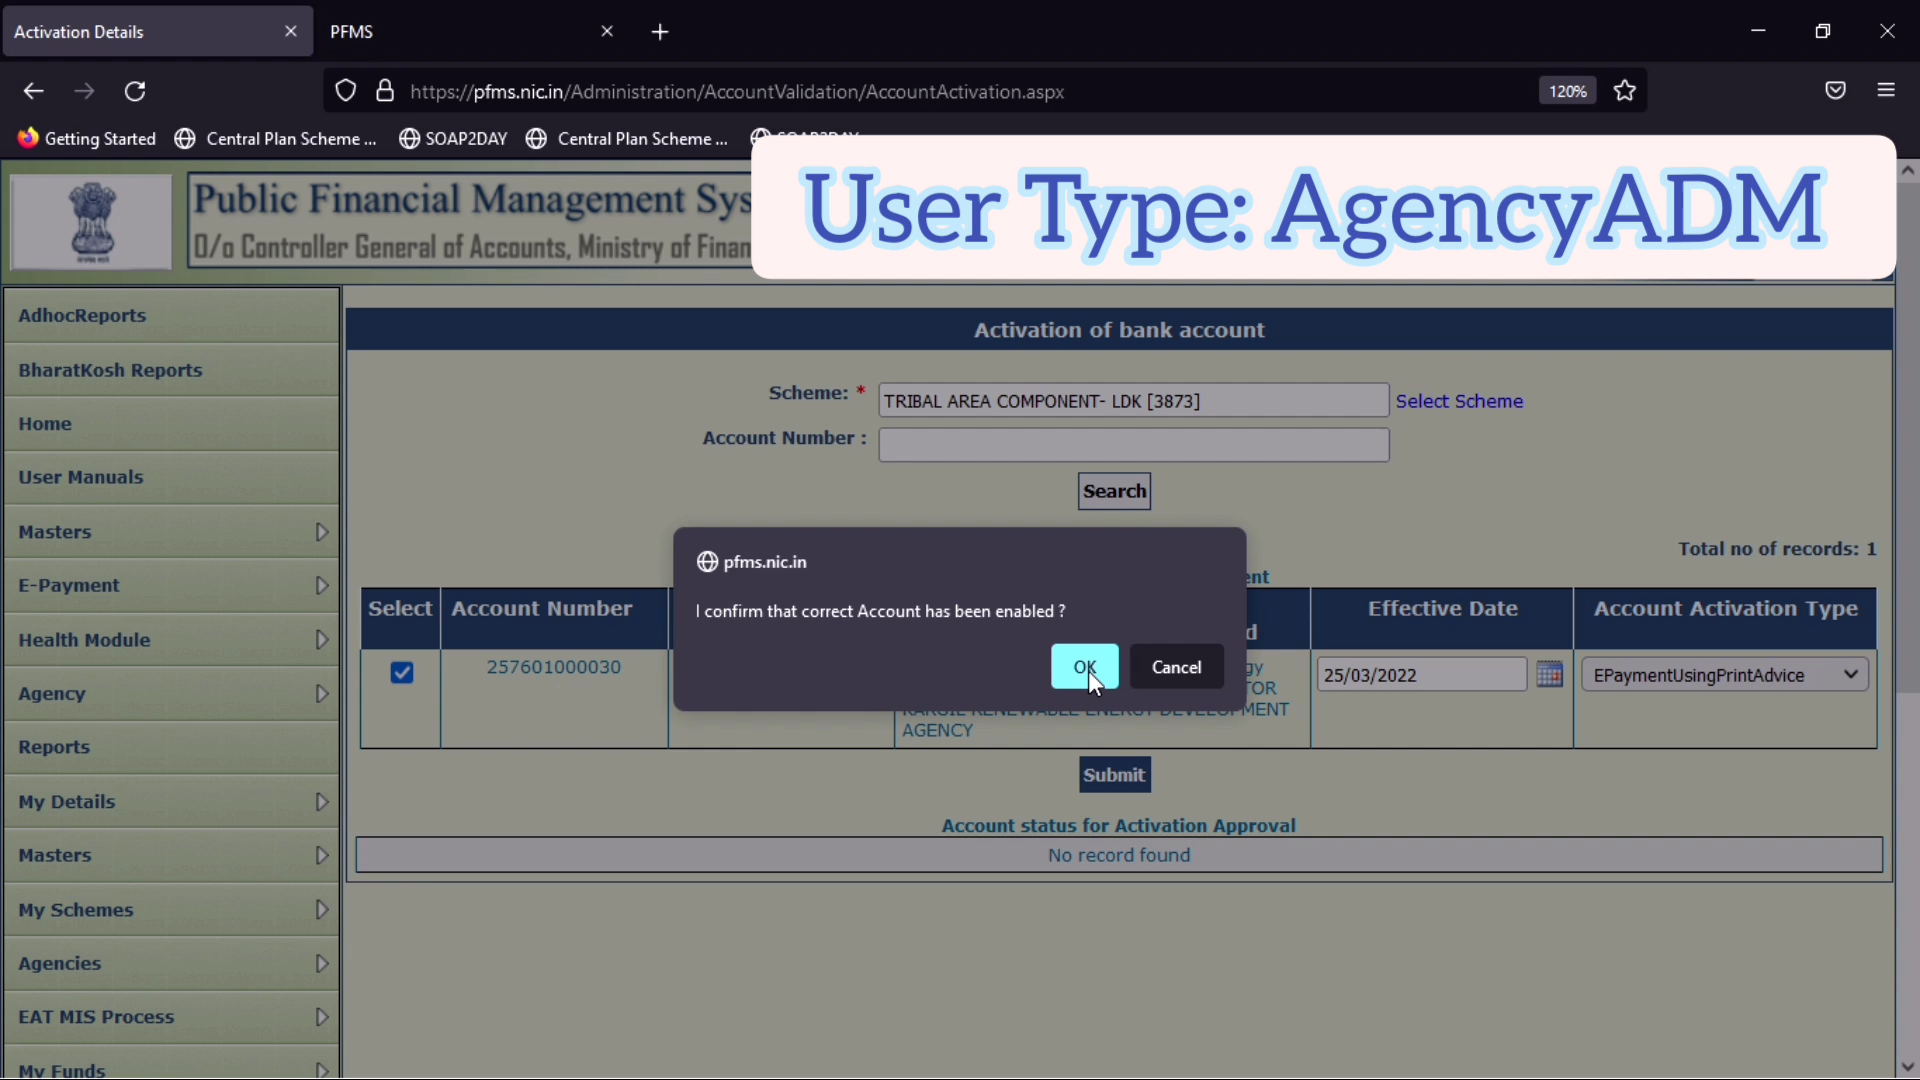 Activation Details
PFMS
https://pfms.nic.in/Administration/AccountValidation/AccountActivation.aspx
120%
Getting Started
Central Plan Scheme ...
SOAP2DAY
Central Plan Scheme ...
SOAP2DAY
User Type: AgencyADM
Public Financial Management Sys
O/o Controller General of Accounts, Ministry of Finan
AdhocReports
BharatKosh Reports
Home
User Manuals
Masters
E-Payment
Health Module
Agency
Reports
My Details
Masters
My Schemes
Agencies
EAT MIS Process
My Funds
Activation of bank account
Scheme: *
TRIBAL AREA COMPONENT- LDK [3873]
Select Scheme
Account Number :
Search
Total no of records: 1
pfms.nic.in
I confirm that correct Account has been enabled ?
OK
Cancel
Select
Account Number
Effective Date
Account Activation Type
257601000030
25/03/2022
EPaymentUsingPrintAdvice
KARGIL RENEWABLE ENERGY DEVELOPMENT
AGENCY
Submit
Account status for Activation Approval
No record found